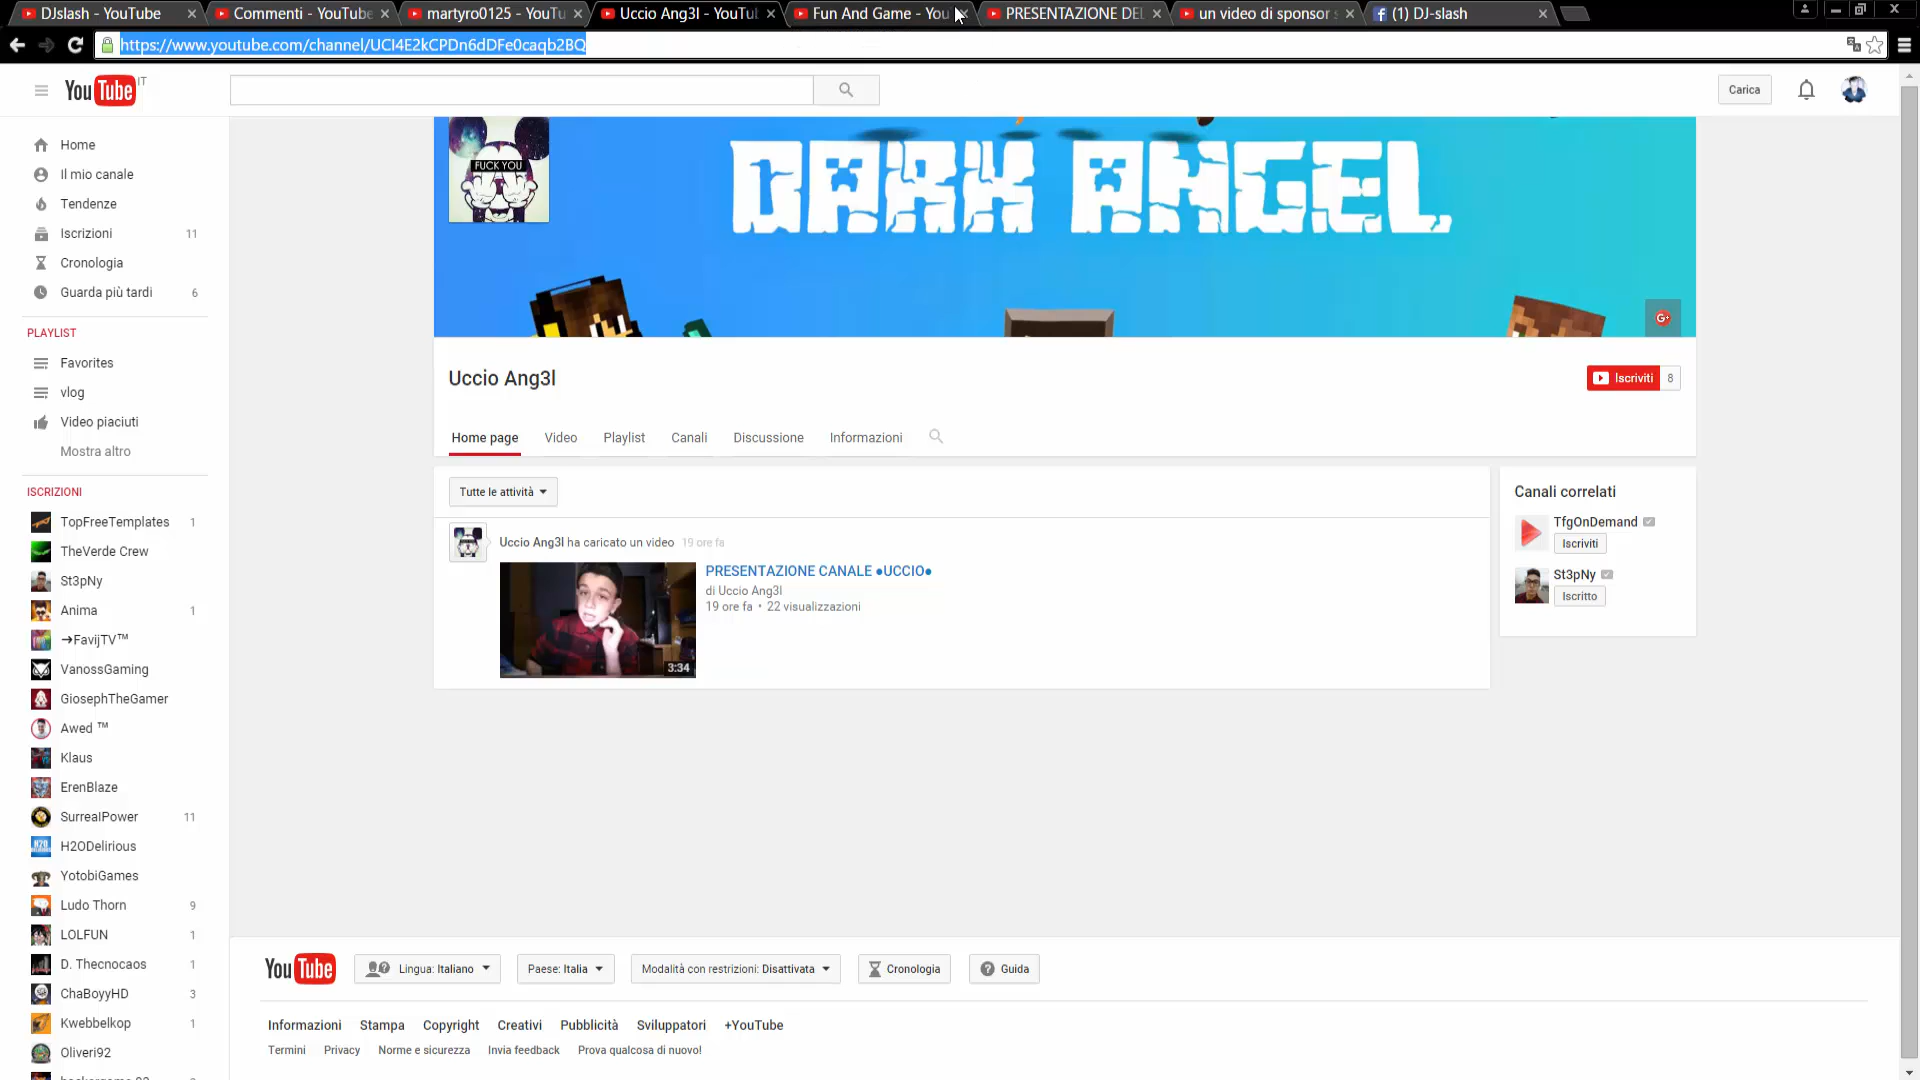 DJslash - YouTube
Commenti - YouTube
martyro0125 - YouTu
Uccio Ang3l - YouTub
Fun And Game - You
PRESENTAZIONE DEL
un video di sponsor s
(1) DJ-slash
https://www.youtube.com/channel/UCI4E2kCPDn6dDFe0caqb2BQ
YouTube IT
Carica
Home
Il mio canale
Tendenze
Iscrizioni 11
Cronologia
Guarda più tardi 6
PLAYLIST
Favorites
vlog
Video piaciuti
Mostra altro
ISCRIZIONI
TopFreeTemplates 1
TheVerde Crew
St3pNy
Anima 1
➜FavijTV™
VanossGaming
GiosephTheGamer
Awed ™
Klaus
ErenBlaze
SurrealPower 11
H2ODelirious
YotobiGames
Ludo Thorn 9
LOLFUN 1
D. Thecnocaos 1
ChaBoyyHD 3
Kwebbelkop 1
Oliveri92
FUCK YOU
DARK ANGEL
G+
Uccio Ang3l
Iscriviti 8
Home page Video Playlist Canali Discussione Informazioni
Tutte le attività
Uccio Ang3l ha caricato un video 19 ore fa
3:34
PRESENTAZIONE CANALE ●UCCIO●
di Uccio Ang3l
19 ore fa • 22 visualizzazioni
Canali correlati
TfgOnDemand
Iscriviti
St3pNy
Iscritto
YouTube
Lingua: Italiano
Paese: Italia
Modalità con restrizioni: Disattivata
Cronologia
Guida
Informazioni Stampa Copyright Creativi Pubblicità Sviluppatori +YouTube
Termini Privacy Norme e sicurezza Invia feedback Prova qualcosa di nuovo!